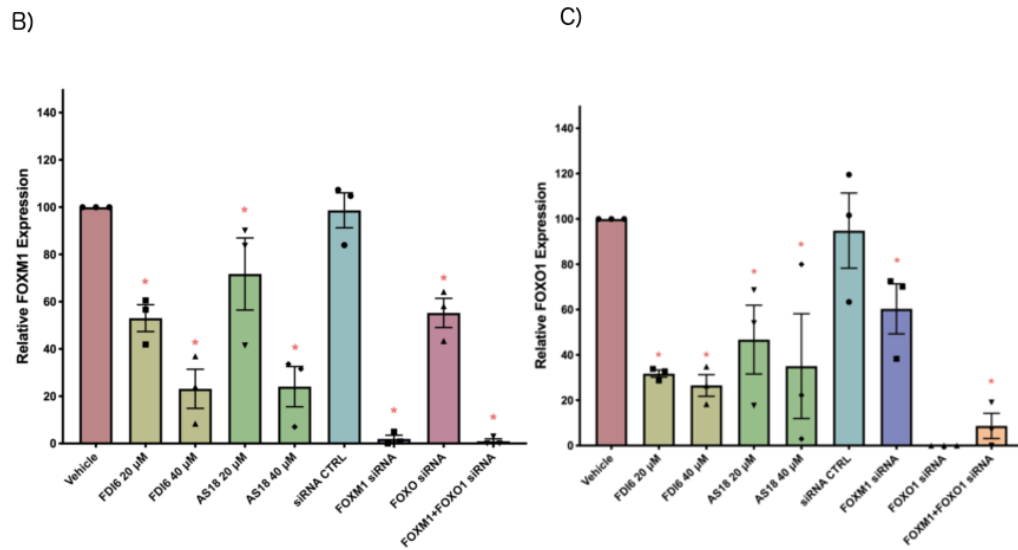 B)
C)
Relative FOXM1 Expression
140
120
100
80
60
40
20
0
*
*
*
*
*
*
*
Vehicle
FDI6 20 µM
FDI6 40 µM
AS18 20 µM
AS18 40 µM
siRNA CTRL
FOXM1 siRNA
FOXO siRNA
FOXM1+FOXO1 siRNA
Relative FOXO1 Expression
140
120
100
80
60
40
20
0
*
*
*
*
*
*
Vehicle
FDI6 20 µM
FDI6 40 µM
AS18 20 µM
AS18 40 µM
siRNA CTRL
FOXM1 siRNA
FOXO1 siRNA
FOXM1+FOXO1 siRNA